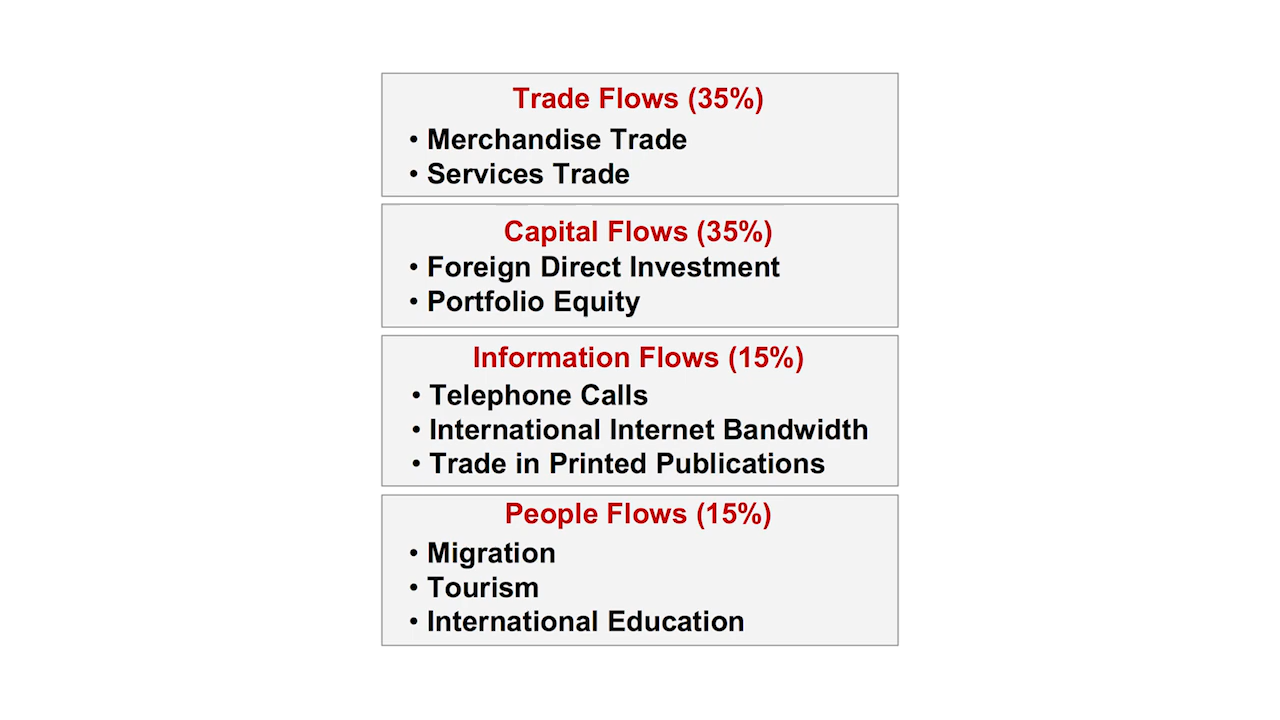 Trade Flows (35%)
• Merchandise Trade
• Services Trade
Capital Flows (35%)
• Foreign Direct Investment
• Portfolio Equity
Information Flows (15%)
• Telephone Calls
• International Internet Bandwidth
• Trade in Printed Publications
People Flows (15%)
• Migration
• Tourism
• International Education